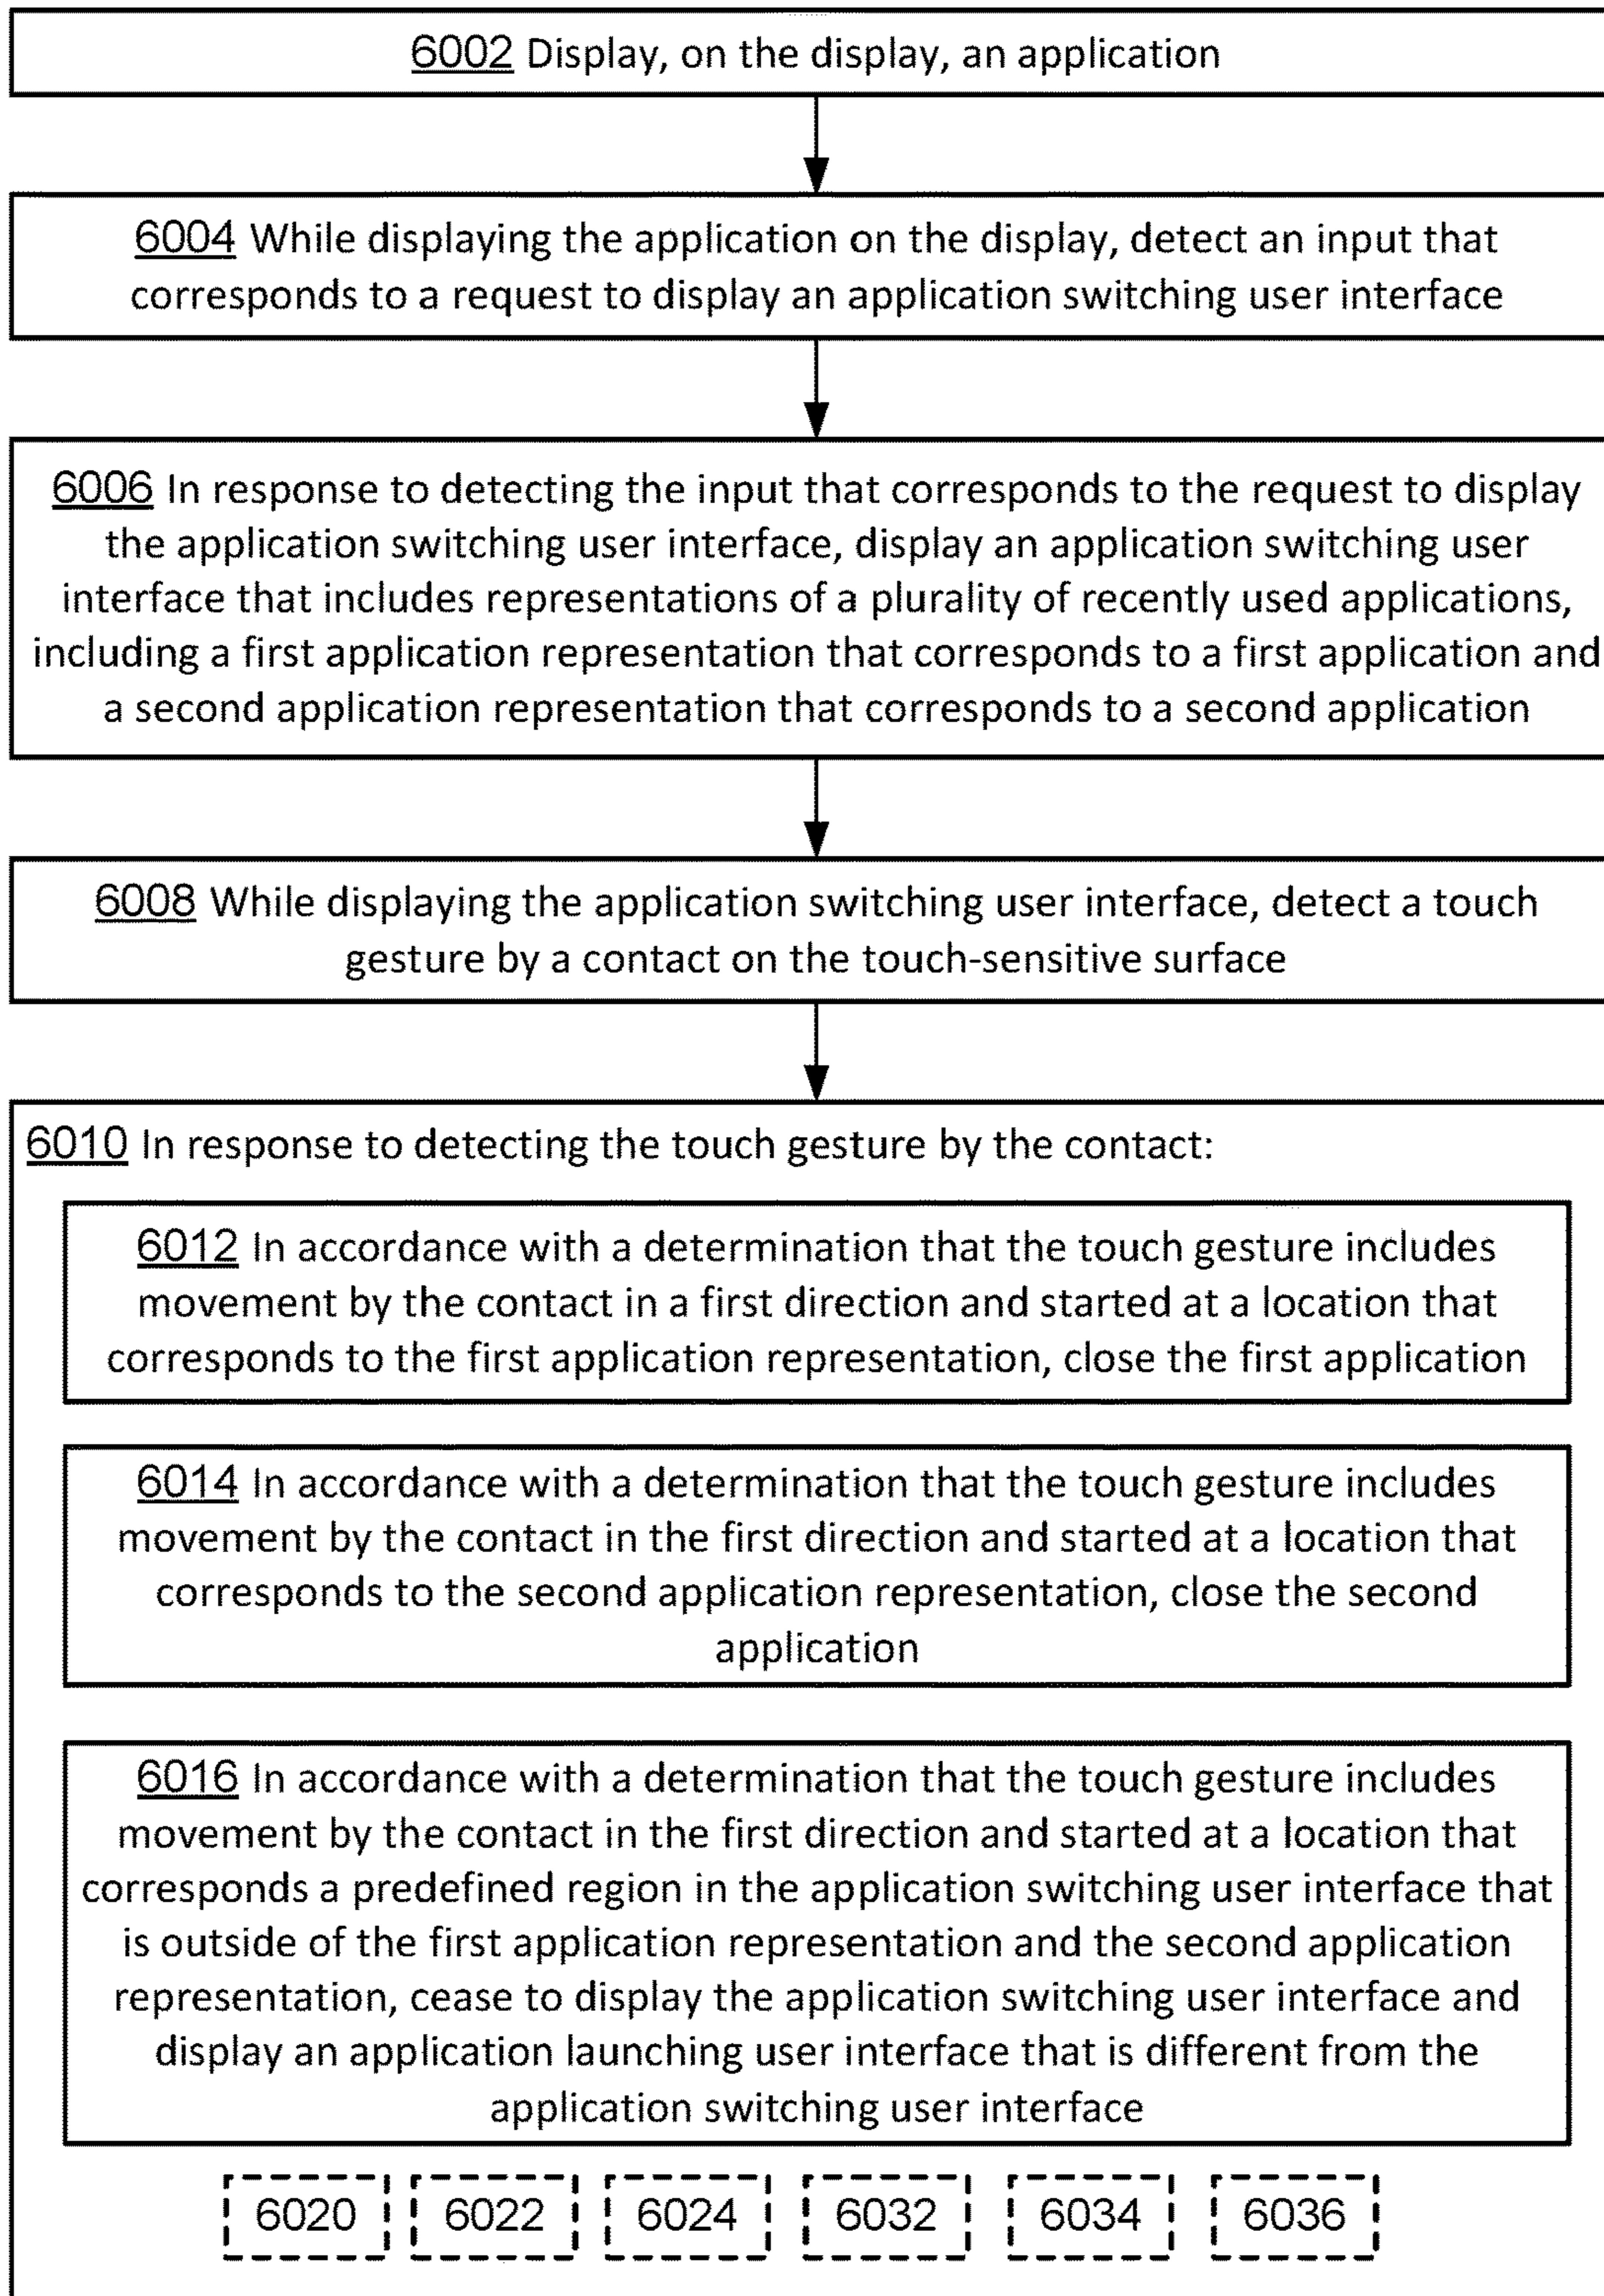 6002 Display, on the display, an application
6004 While displaying the application on the display, detect an input that
corresponds to a request to display an application switching user interface
6006 In response to detecting the input that corresponds to the request to display
the application switching user interface, display an application switching user
interface that includes representations of a plurality of recently used applications,
including a first application representation that corresponds to a first application and
a second application representation that corresponds to a second application
6008 While displaying the application switching user interface, detect a touch
gesture by a contact on the touch-sensitive surface
6010 In response to detecting the touch gesture by the contact:
6012 In accordance with a determination that the touch gesture includes
movement by the contact in a first direction and started at a location that
corresponds to the first application representation, close the first application
6014 In accordance with a determination that the touch gesture includes
movement by the contact in the first direction and started at a location that
corresponds to the second application representation, close the second
application
6016 In accordance with a determination that the touch gesture includes
movement by the contact in the first direction and started at a location that
corresponds a predefined region in the application switching user interface that
is outside of the first application representation and the second application
representation, cease to display the application switching user interface and
display an application launching user interface that is different from the
application switching user interface
6020 6022 6024 6032 6034 6036